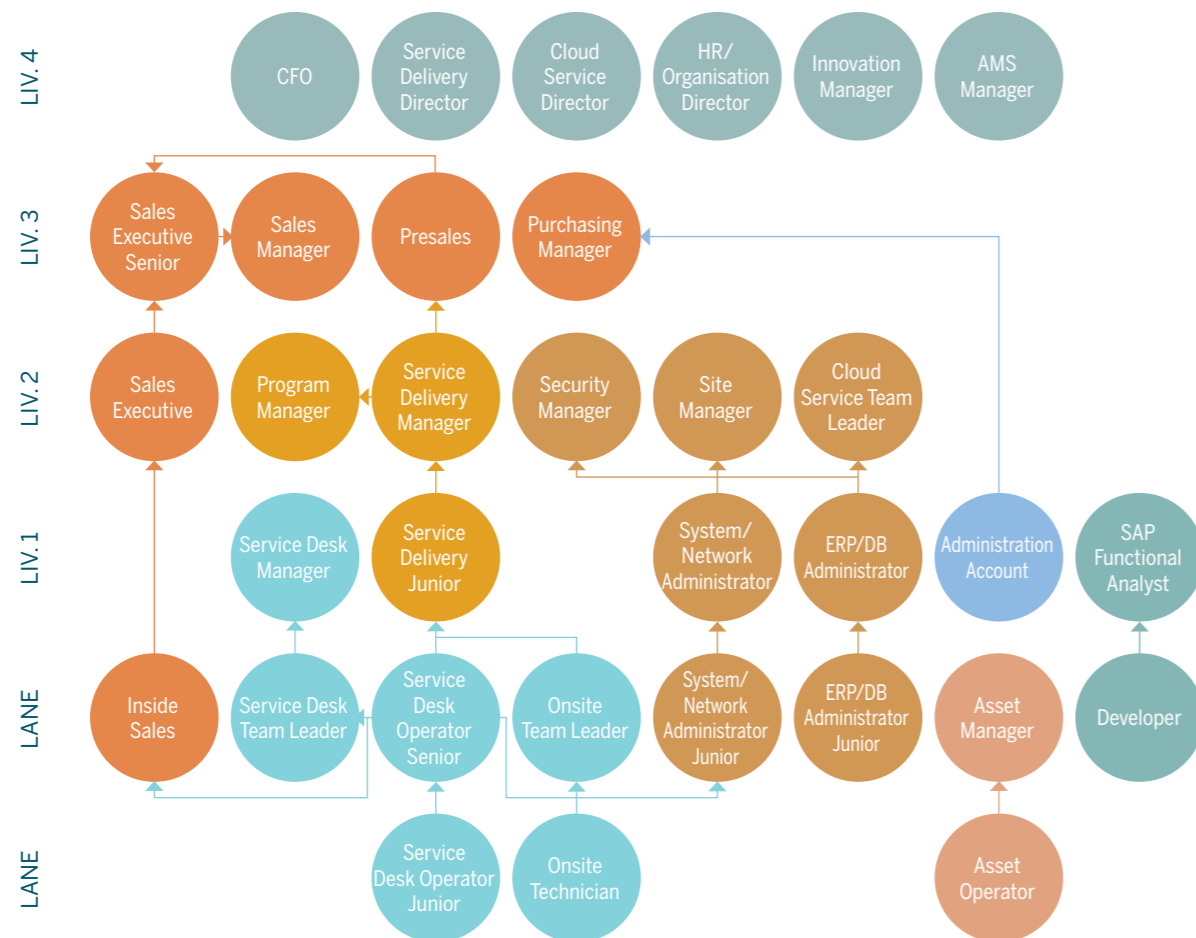 LIV. 4
CFO
Service
Delivery
Director
Cloud
Service
Director
HR/
Organisation
Director
Innovation
Manager
AMS
Manager
LIV. 3
Sales
Executive
Senior
Sales
Manager
Presales
Purchasing
Manager
LIV. 2
Sales
Executive
Program
Manager
Service
Delivery
Manager
Security
Manager
Site
Manager
Cloud
Service Team
Leader
LIV. 1
Service Desk
Manager
Service
Delivery
Junior
System/
Network
Administrator
ERP/DB
Administrator
Administration
Account
SAP
Functional
Analyst
LANE
Inside
Sales
Service Desk
Team Leader
Service
Desk
Operator
Senior
Onsite
Team Leader
System/
Network
Administrator
Junior
ERP/DB
Administrator
Junior
Asset
Manager
Developer
LANE
Service
Desk Operator
Junior
Onsite
Technician
Asset
Operator